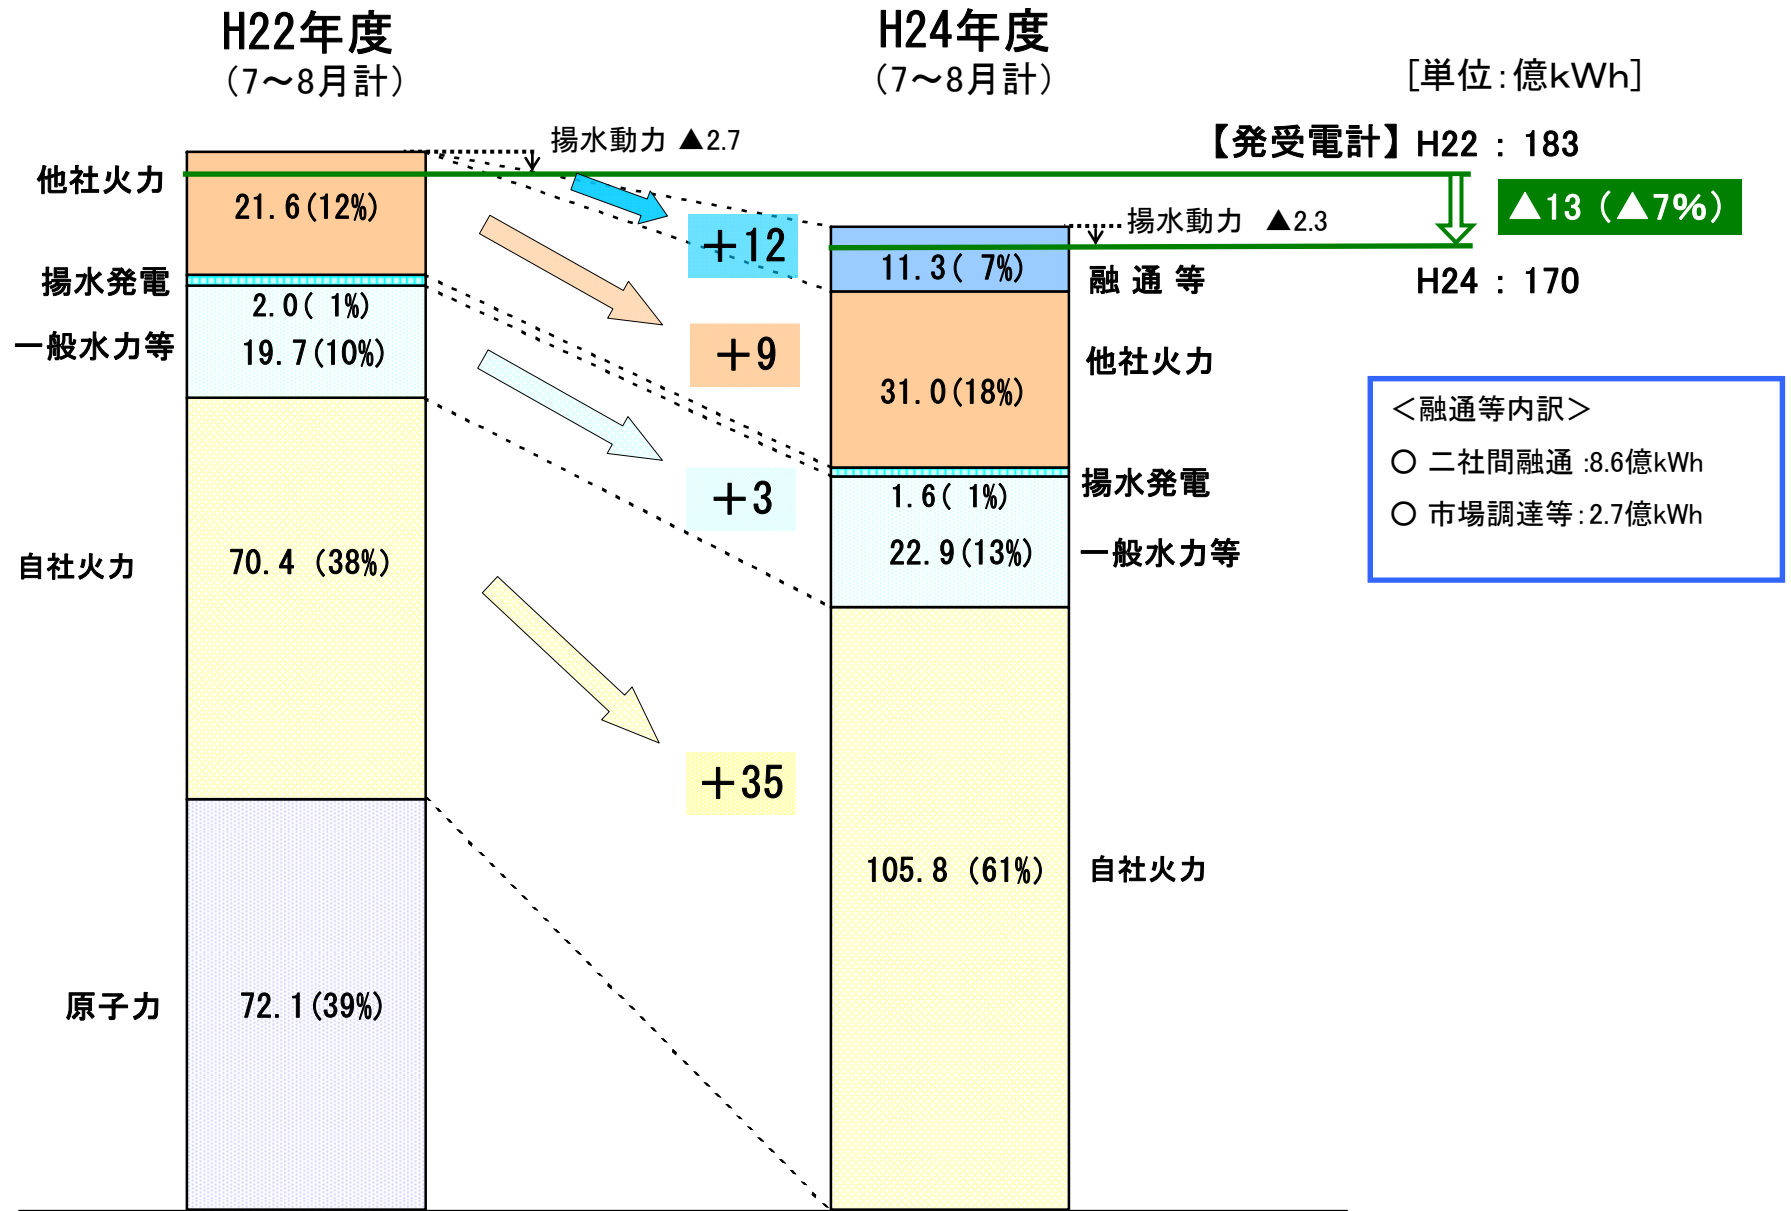 H22年度
(7～8月計)
H24年度
(7～8月計)
[単位:億kWh]
揚水動力 ▲2.7
【発受電計】 H22 : 183
▲13 (▲7%)
H24 : 170
揚水動力 ▲2.3
他社火力
21.6(12%)
揚水発電
2.0( 1%)
一般水力等
19.7(10%)
自社火力
70.4 (38%)
原子力
72.1(39%)
+12
+9
+3
+35
11.3( 7%)
融通等
31.0(18%)
他社火力
1.6( 1%)
揚水発電
22.9(13%)
一般水力等
105.8 (61%)
自社火力
＜融通等内訳＞
○ 二社間融通:8.6億kWh
○ 市場調達等:2.7億kWh